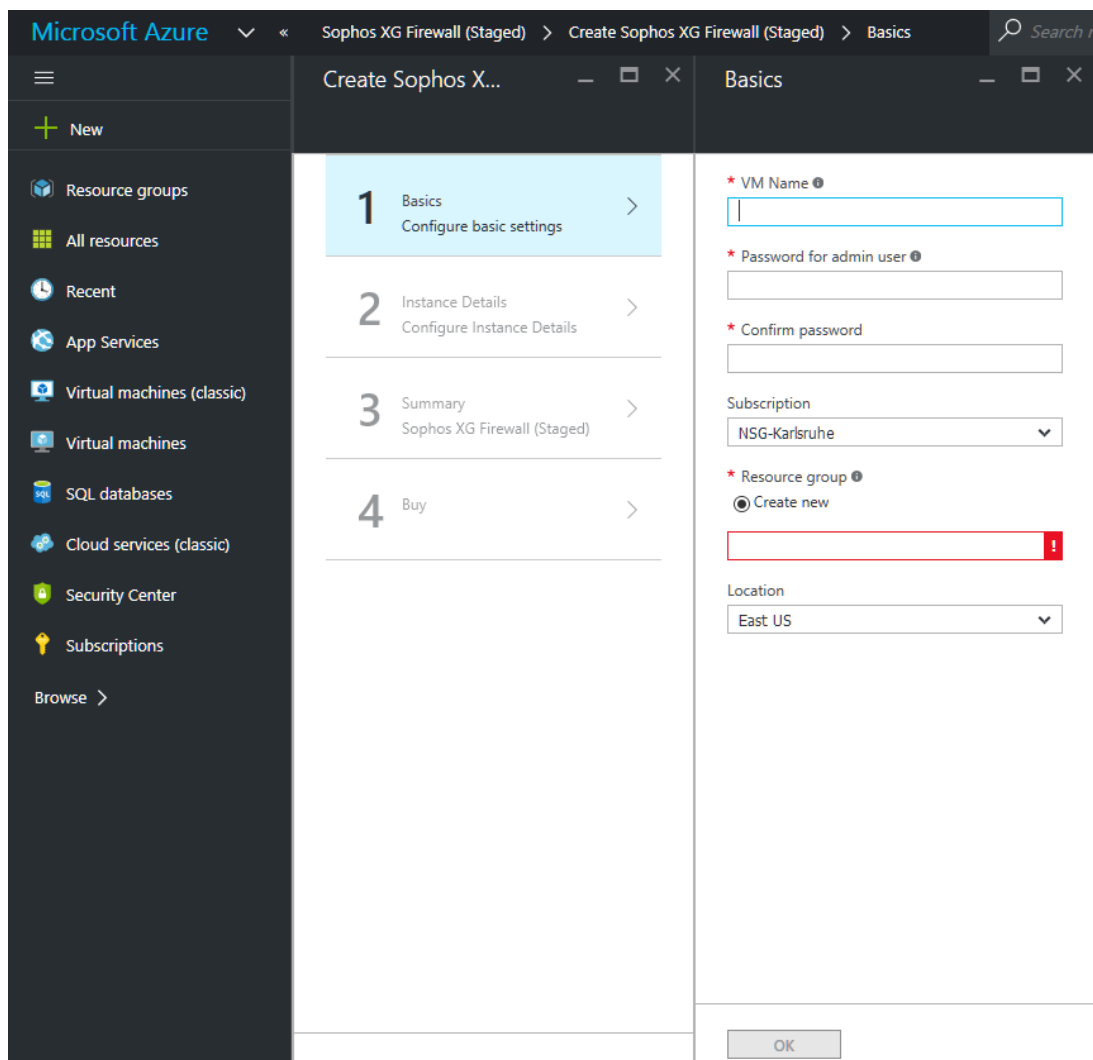 Microsoft Azure
Sophos XG Firewall (Staged) > Create Sophos XG Firewall (Staged) > Basics
Search
Create Sophos X...
Basics
New
Resource groups
All resources
Recent
App Services
Virtual machines (classic)
Virtual machines
SQL databases
Cloud services (classic)
Security Center
Subscriptions
Browse >
1
Basics
Configure basic settings
2
Instance Details
Configure Instance Details
3
Summary
Sophos XG Firewall (Staged)
4
Buy
* VM Name
* Password for admin user
* Confirm password
Subscription
NSG-Karlsruhe
* Resource group
Create new
!
Location
East US
OK